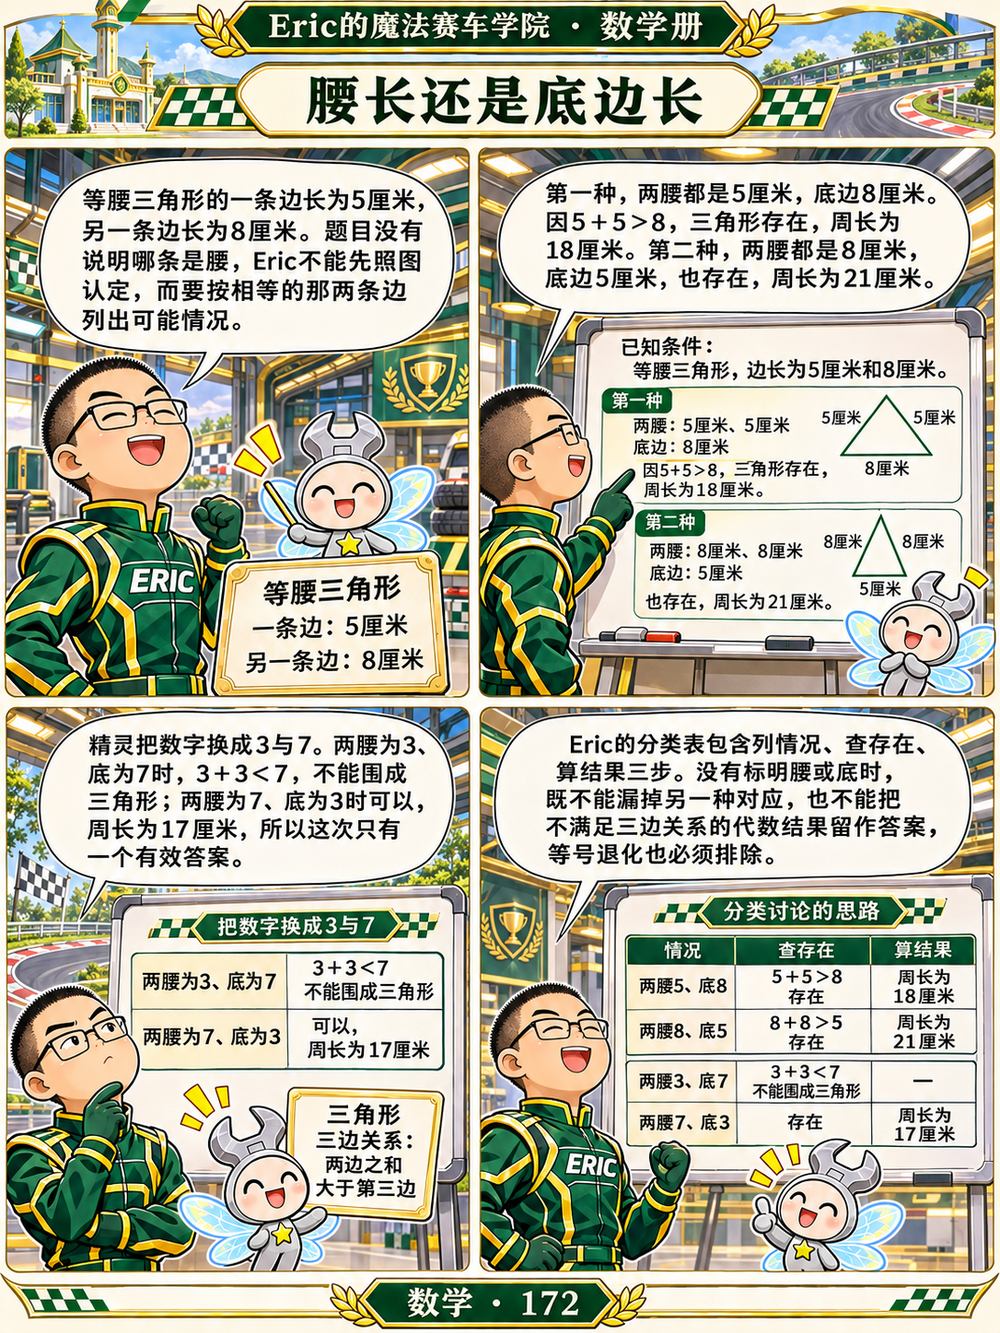 Eric的魔法赛车学院 · 数学册
腰长还是底边长
等腰三角形的一条边长为5厘米，
另一条边长为8厘米。题目没有
说明哪条是腰，Eric不能先照图
认定，而要按相等的那两条边
列出可能情况。
ERIC
等腰三角形
一条边：5厘米
另一条边：8厘米
第一种，两腰都是5厘米，底边8厘米。
因5+5>8，三角形存在，周长为
18厘米。第二种，两腰都是8厘米，
底边5厘米，也存在，周长为21厘米。
已知条件：
等腰三角形，边长为5厘米和8厘米。
第一种
两腰：5厘米、5厘米
底边：8厘米
因5+5>8，三角形存在，
周长为18厘米。
5厘米
5厘米
8厘米
第二种
两腰：8厘米、8厘米
底边：5厘米
也存在，周长为21厘米。
8厘米
8厘米
5厘米
精灵把数字换成3与7。两腰为3、
底为7时，3+3<7，不能围成
三角形；两腰为7、底为3时可以，
周长为17厘米，所以这次只有
一个有效答案。
把数字换成3与7
两腰为3、底为7
3+3<7
不能围成三角形
两腰为7、底为3
可以，
周长为17厘米
三角形
三边关系：
两边之和
大于第三边
Eric的分类表包含列情况、查存在、
算结果三步。没有标明腰或底时，
既不能漏掉另一种对应，也不能把
不满足三边关系的代数结果留作答案，
等号退化也必须排除。
分类讨论的思路
情况 查存在 算结果
两腰5、底8
5+5>8
存在
周长为
18厘米
两腰8、底5
8+8>5
存在
周长为
21厘米
两腰3、底7
3+3<7
不能围成三角形
—
两腰7、底3
存在
周长为
17厘米
ERIC
数学 · 172